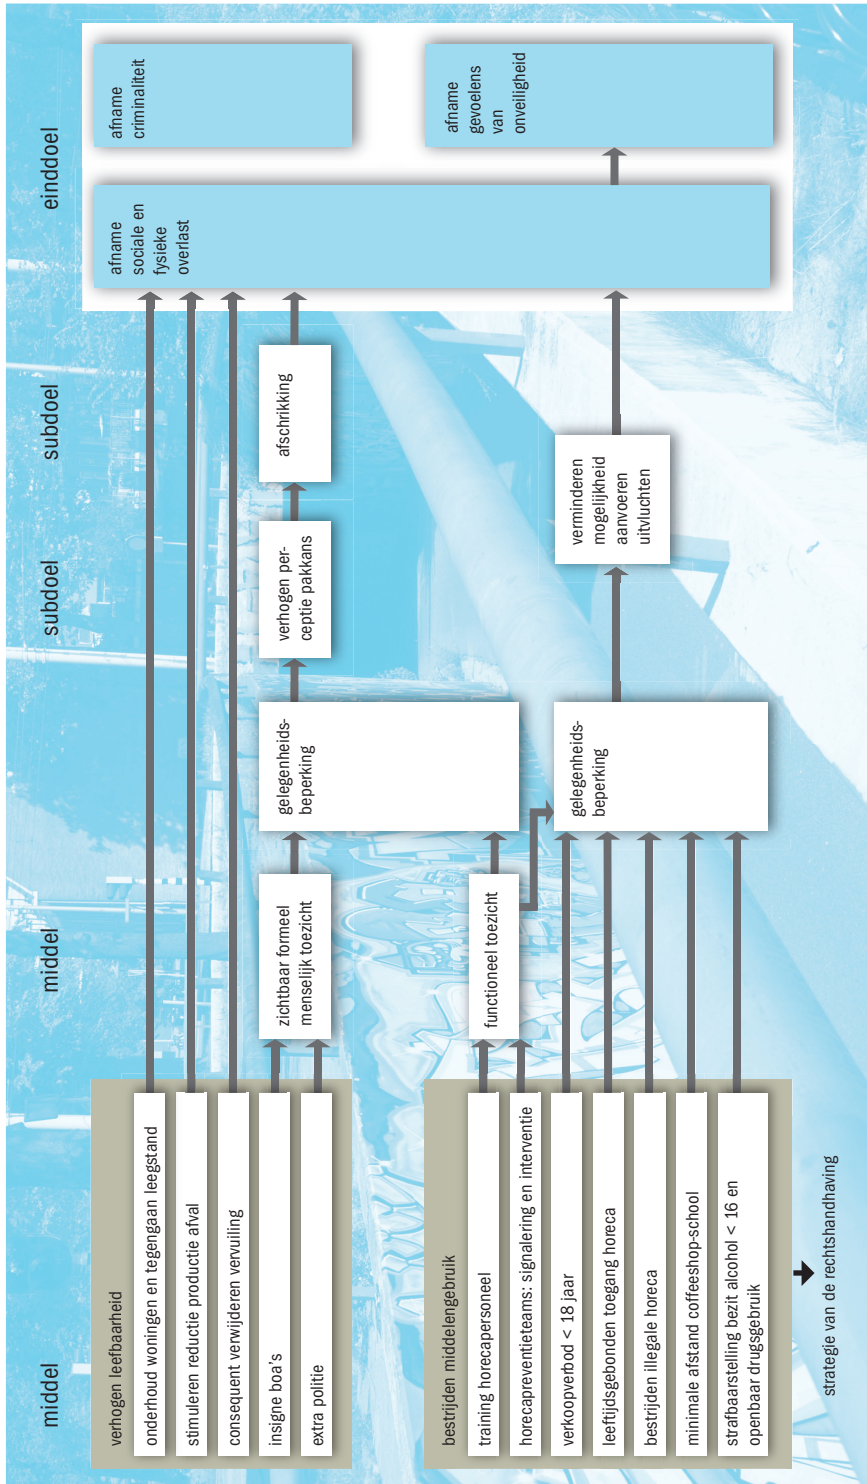 middel
middel
subdoel
subdoel
einddoel
verhogen leefbaarheid
onderhoud woningen en tegengaan leegstand
stimuleren reductie productie afval
consequent verwijderen vervuiling
insigne boa's
extra politie
zichtbaar formeel
menselijk toezicht
gelegenheids-
beperking
verhogen per-
ceptie pakkans
afschrikking
afname
sociale en
fysieke
overlast
afname
criminaliteit
afname
gevoelens
van
onveiligheid
bestrijden middelengebruik
training horecapersoneel
horecapreventieteams: signalering en interventie
verkoopverbod < 18 jaar
leeftijdsgebonden toegang horeca
bestrijden illegale horeca
minimale afstand coffeeshop-school
strafbaarstelling bezit alcohol < 16 en
openbaar drugsgebruik
functioneel toezicht
gelegenheids-
beperking
verminderen
mogelijkheid
aanvoeren
uitvluchten
strategie van de rechtshandhaving